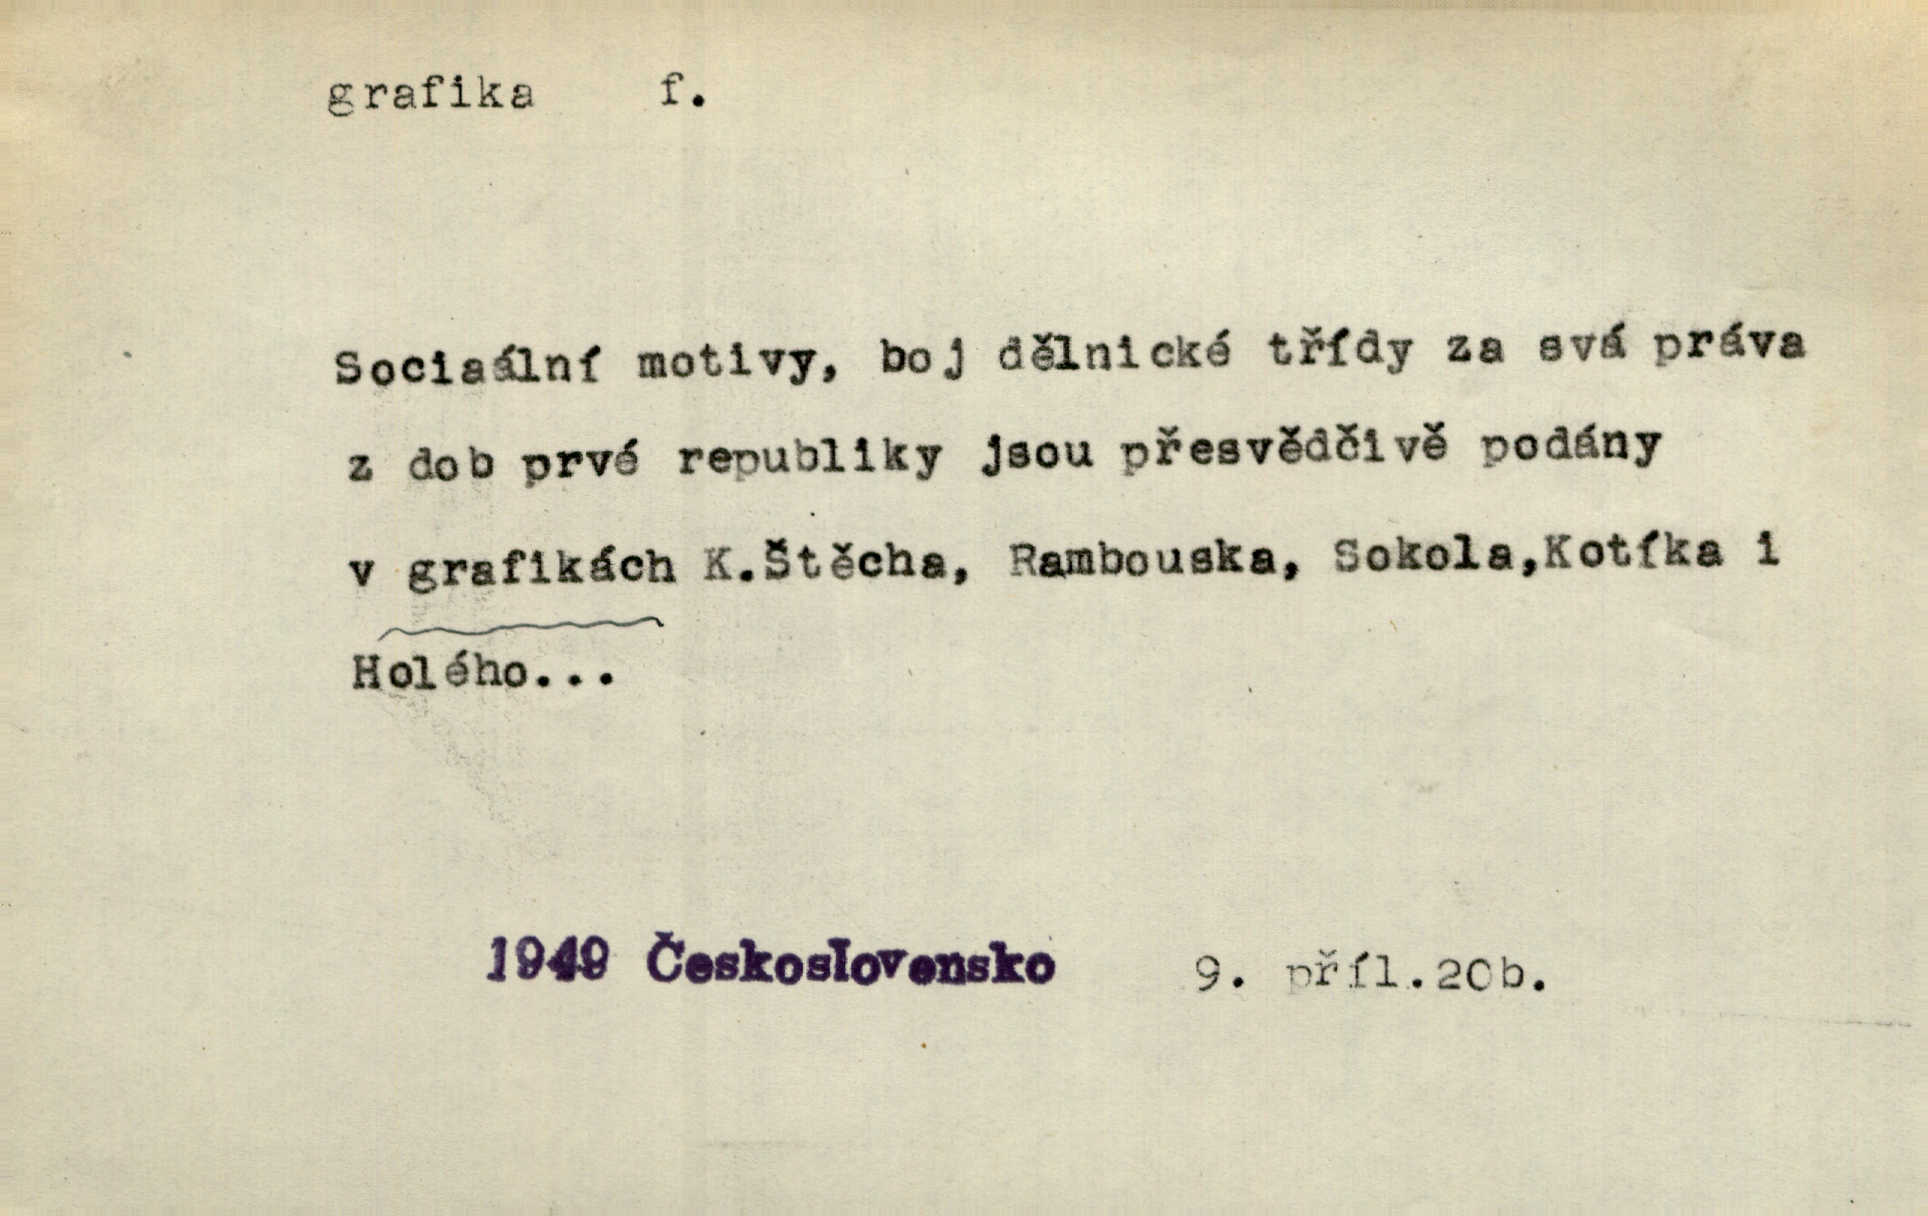 grafika f.
Sociaální motivy, boj dělnické třídy za svá práva
z dob prvé republiky jsou přesvědčivě podány
v grafikách K.Štěcha, Rambouska, Sokola,Kotíka i
Holého...
1949 Československo 9. příl.20b.